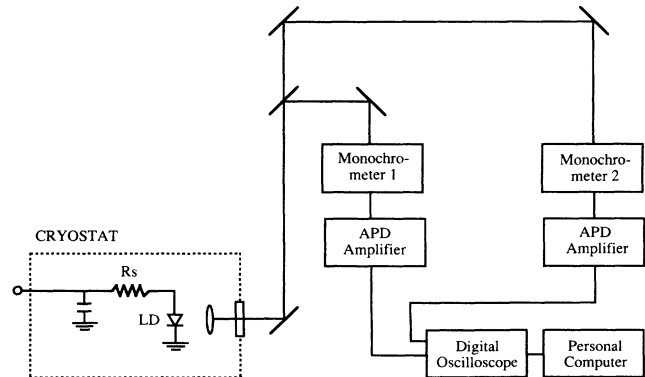 Monochro-
meter 1
Monochro-
meter 2
APD
Amplifier
APD
Amplifier
CRYOSTAT
Rs
LD
Digital
Oscilloscope
Personal
Computer